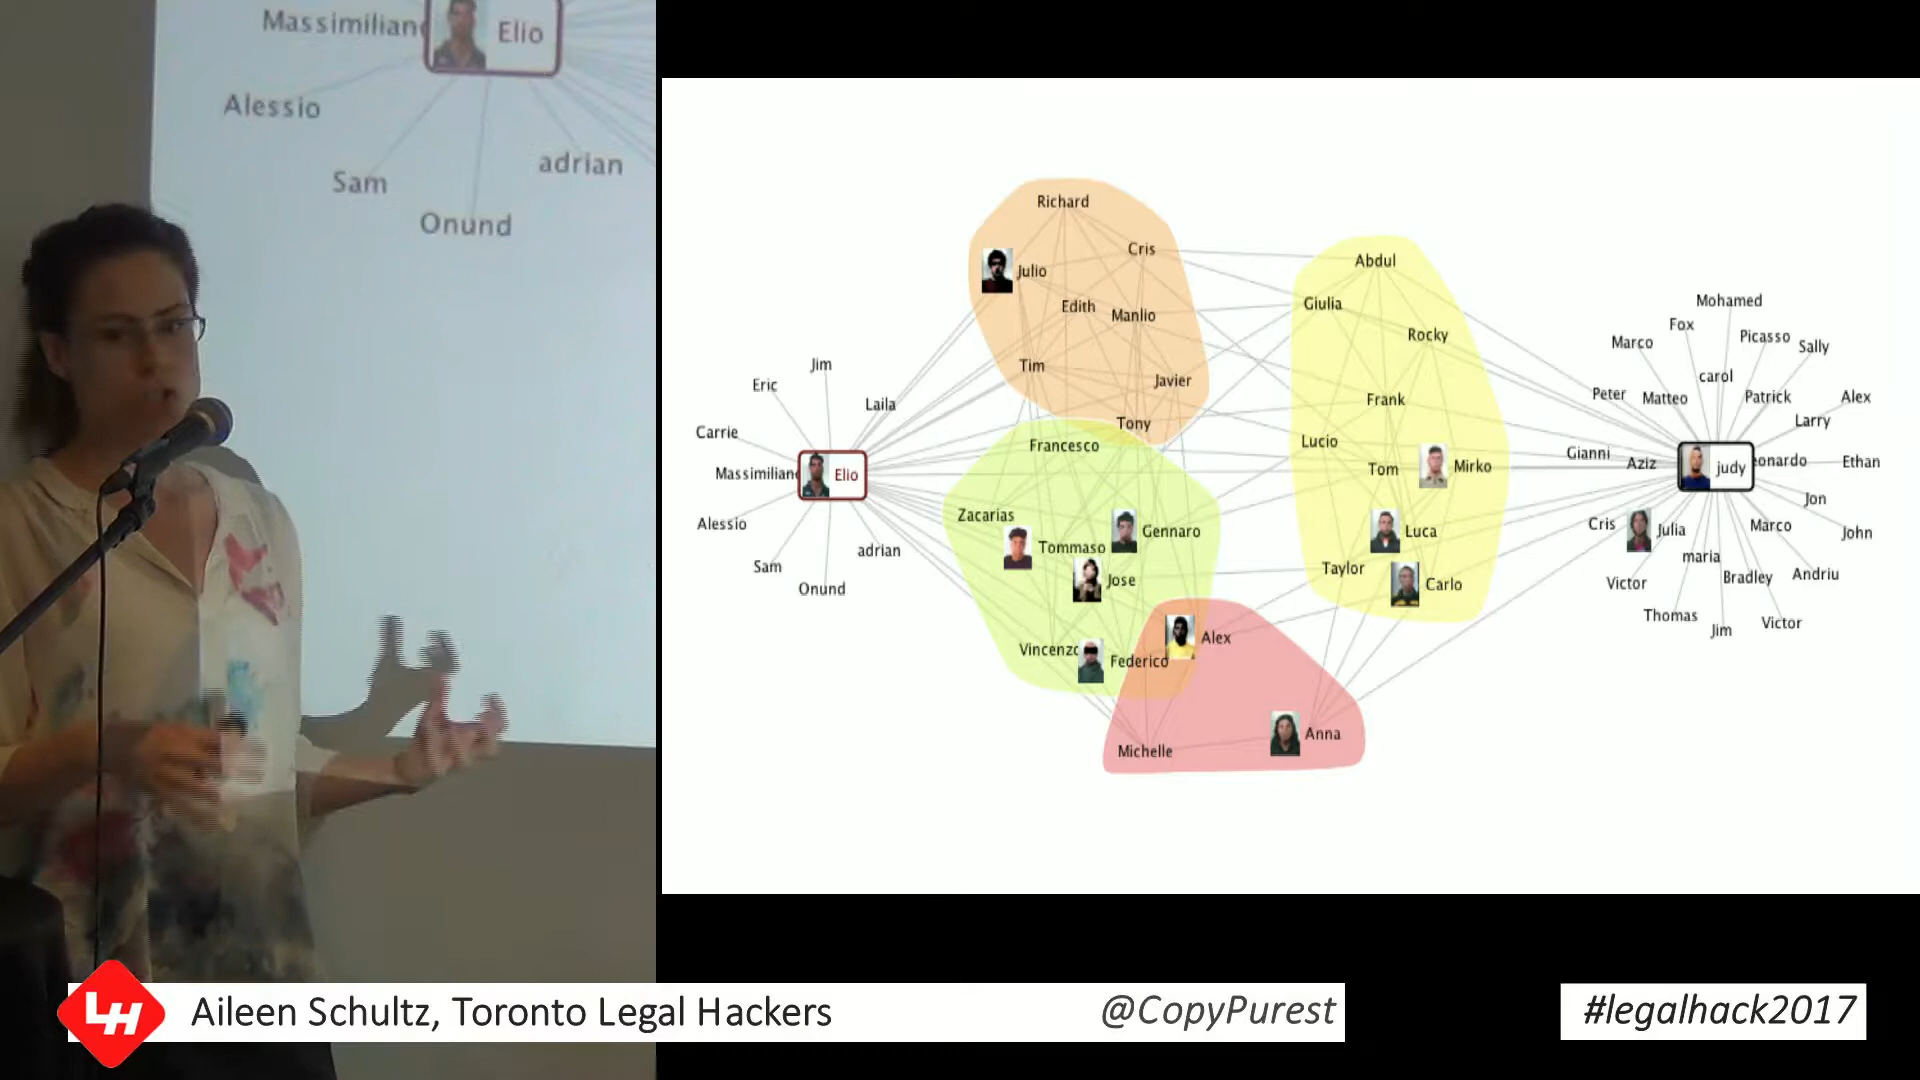 Massimilian
Elio
Alessio
adrian
Sam
Onund
Richard
Cris
Julio
Edith
Manlio
Tim
Javier
Tony
Abdul
Giulia
Rocky
Frank
Lucio
Tom
Mirko
Luca
Taylor
Carlo
Jim
Eric
Laila
Carrie
Massimilian
Elio
Alessio
adrian
Sam
Onund
Francesco
Zacarias
Gennaro
Tommaso
Jose
Vincenzo
Federico
Alex
Michelle
Anna
Mohamed
Fox
Picasso
Marco
Sally
carol
Peter
Matteo
Patrick
Alex
Larry
Gianni
Aziz
judy
eonardo
Ethan
Jon
Cris
Julia
Marco
John
maria
Bradley
Andriu
Victor
Thomas
Jim
Victor
LH
Aileen Schultz, Toronto Legal Hackers
@CopyPurest
#legalhack2017